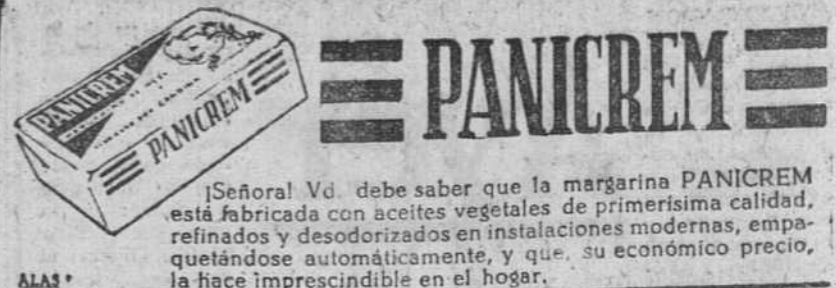 PANICREM
PANICREM
PANICREM
¡Señora! Vd. debe saber que la margarina PANICREM
está fabricada con aceites vegetales de primerísima calidad,
refinados y desodorizados en instalaciones modernas, empa-
quetándose automáticamente, y que, su económico precio,
la hace imprescindible en el hogar.
ALAS